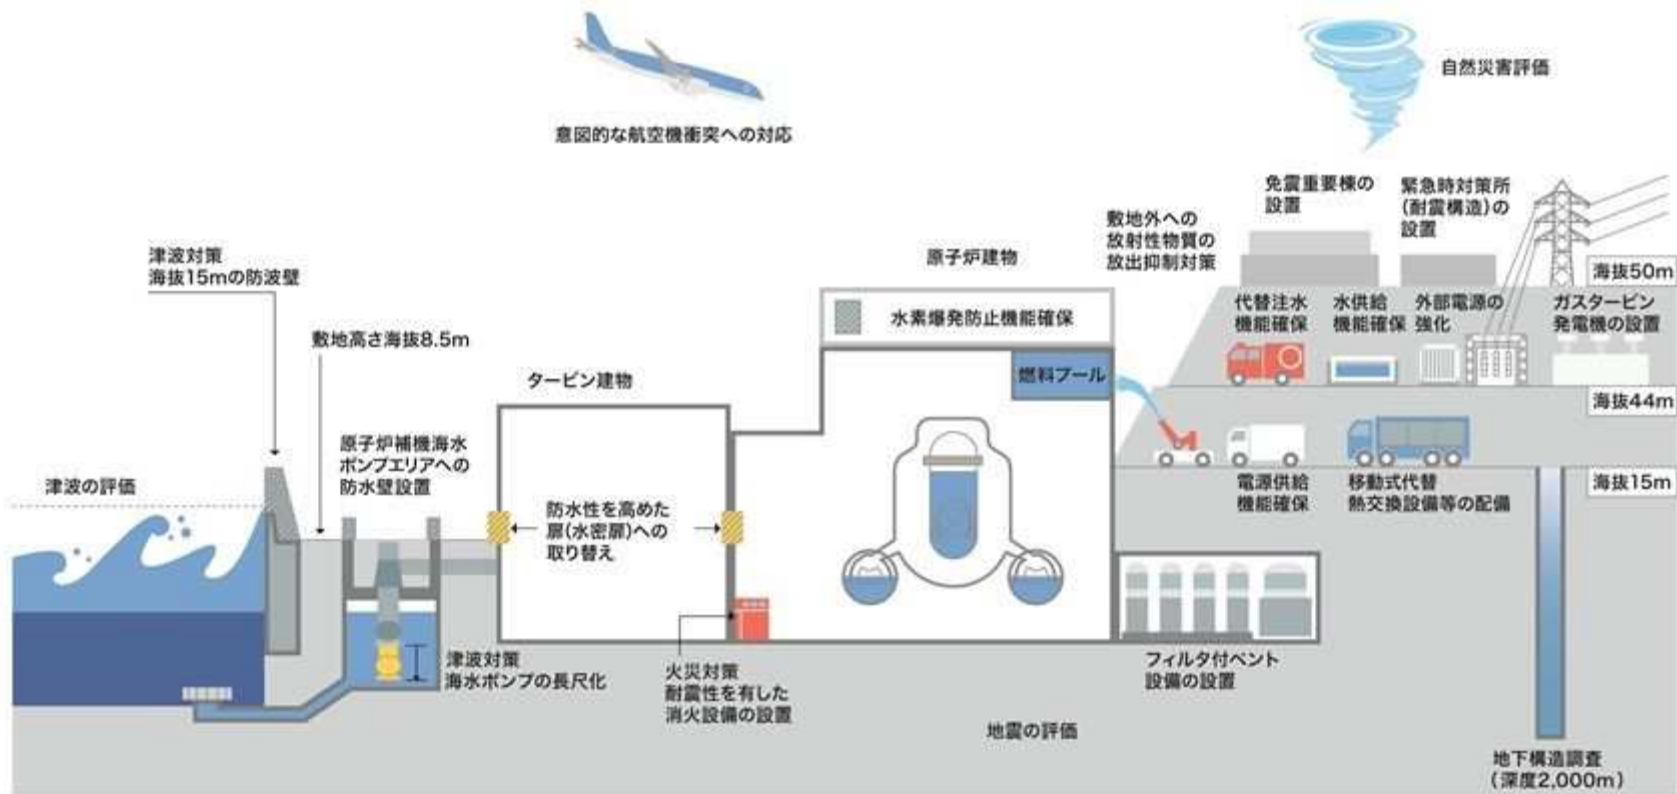 意図的な航空機衝突への対応
自然災害評価
免震重要棟の
設置
緊急時対策所
(耐震構造)の
設置
敷地外への
放射性物質の
放出抑制対策
津波対策
海抜15mの防波壁
原子炉建物
海抜50m
代替注水
機能確保
水供給
機能確保
外部電源の
強化
ガスタービン
発電機の設置
水素爆発防止機能確保
敷地高さ海抜8.5m
タービン建物
燃料プール
海抜44m
原子炉補機海水
ポンプエリアへの
防水壁設置
津波の評価
電源供給
機能確保
移動式代替
熱交換設備等の配備
海抜15m
防水性を高めた
扉(水密扉)への
取り替え
津波対策
海水ポンプの長尺化
火災対策
耐震性を有した
消火設備の設置
フィルタ付ベント
設備の設置
地震の評価
地下構造調査
(深度2,000m)